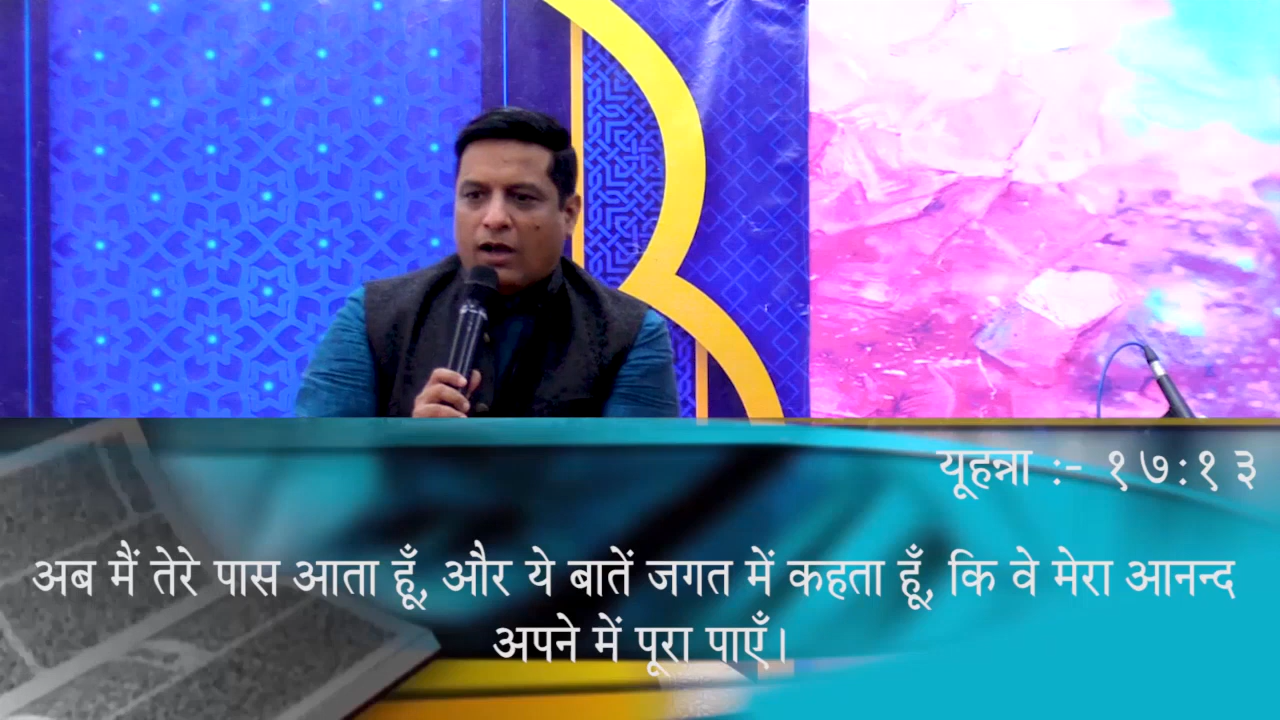 यूहन्ना :- १७:१३
अब मैं तेरे पास आता हूँ, और ये बातें जगत में कहता हूँ, कि वे मेरा आनन्द
अपने में पूरा पाएँ।